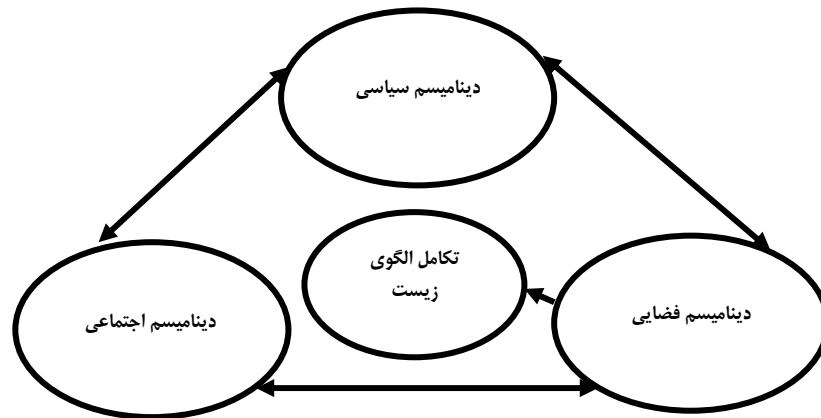 دینامیسم سیاسی
تکامل الگوی
زیست
دینامیسم فضایی
دینامیسم اجتماعی